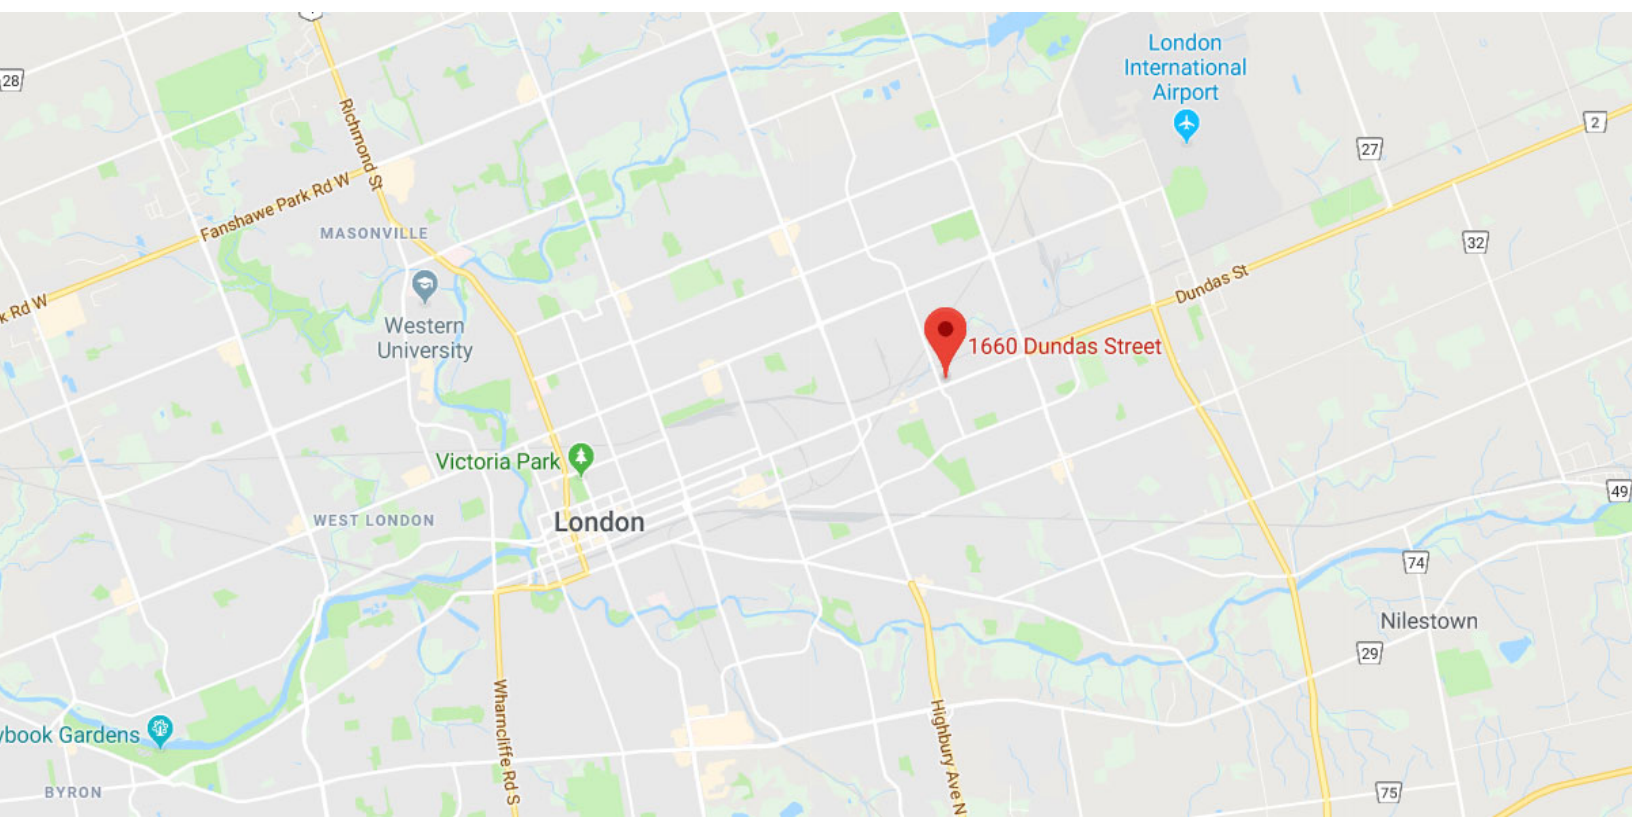 London
International
Airport
28
2
27
Richmond St
Fanshawe Park Rd W
MASONVILLE
32
Dundas St
Rd W
Western
University
1660 Dundas Street
Victoria Park
49
WEST LONDON
London
74
Nilestown
29
Wharncliffe Rd S
Highbury Ave N
book Gardens
BYRON
75